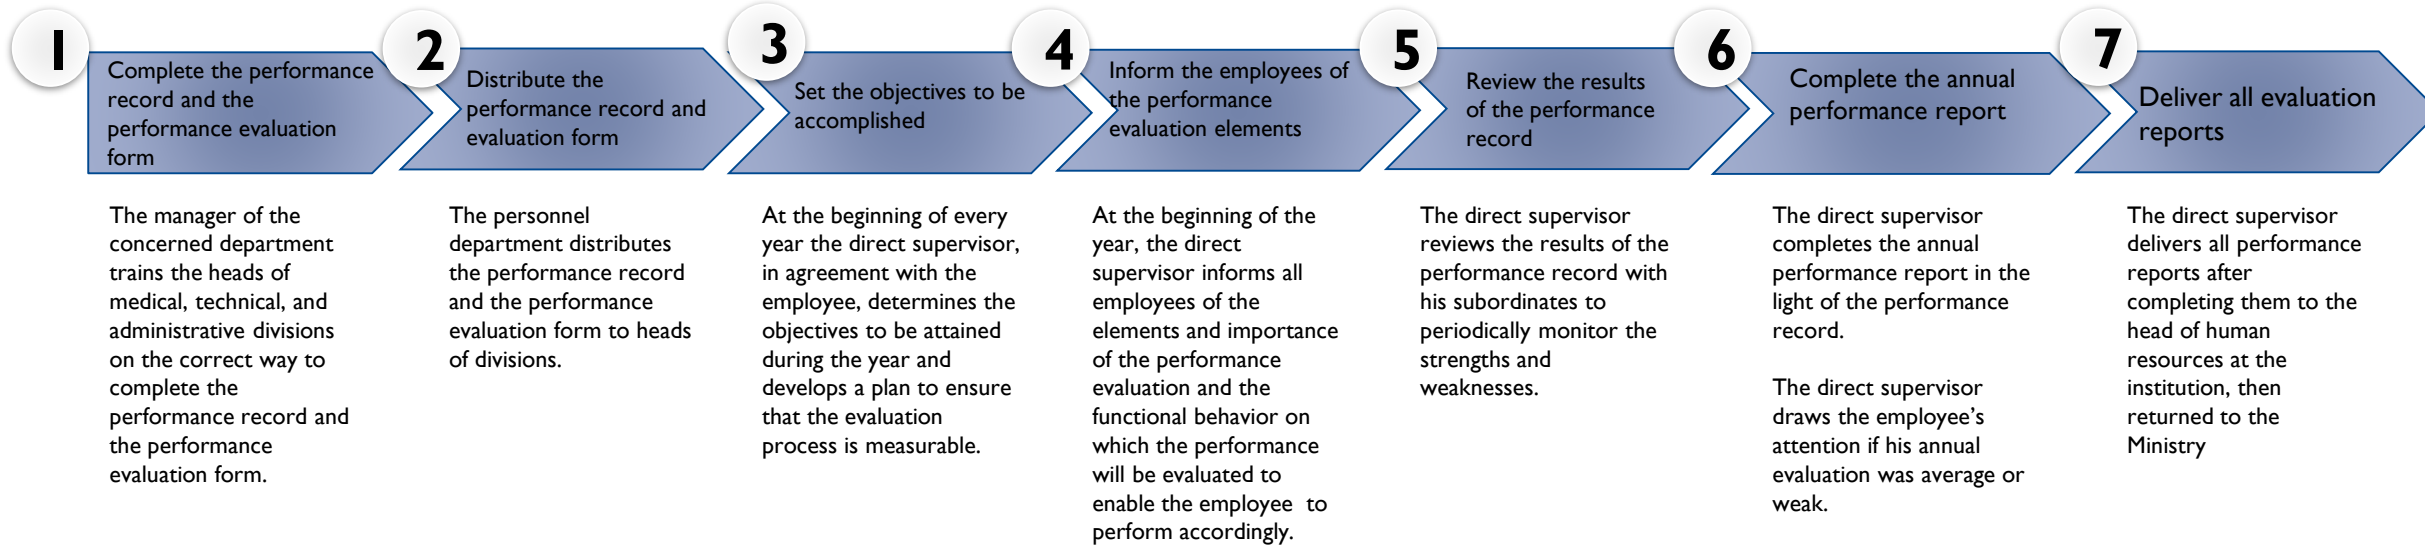 1
Complete the performance
record and the
performance evaluation
form
The manager of the
concerned department
trains the heads of
medical, technical, and
administrative divisions
on the correct way to
complete the
performance record and
the performance
evaluation form.
2
Distribute the
performance record and
evaluation form
The personnel
department distributes
the performance record
and the performance
evaluation form to heads
of divisions.
3
Set the objectives to be
accomplished
At the beginning of every
year the direct supervisor,
in agreement with the
employee, determines the
objectives to be attained
during the year and
develops a plan to ensure
that the evaluation
process is measurable.
4
Inform the employees of
the performance
evaluation elements
At the beginning of the
year, the direct
supervisor informs all
employees of the
elements and importance
of the performance
evaluation and the
functional behavior on
which the performance
will be evaluated to
enable the employee  to
perform accordingly.
5
Review the results
of the performance
record
The direct supervisor
reviews the results of the
performance record with
his subordinates to
periodically monitor the
strengths and
weaknesses.
6
Complete the annual
performance report
The direct supervisor
completes the annual
performance report in the
light of the performance
record.
The direct supervisor
draws the employee’s
attention if his annual
evaluation was average or
weak.
7
Deliver all evaluation
reports
The direct supervisor
delivers all performance
reports after
completing them to the
head of human
resources at the
institution, then
returned to the
Ministry